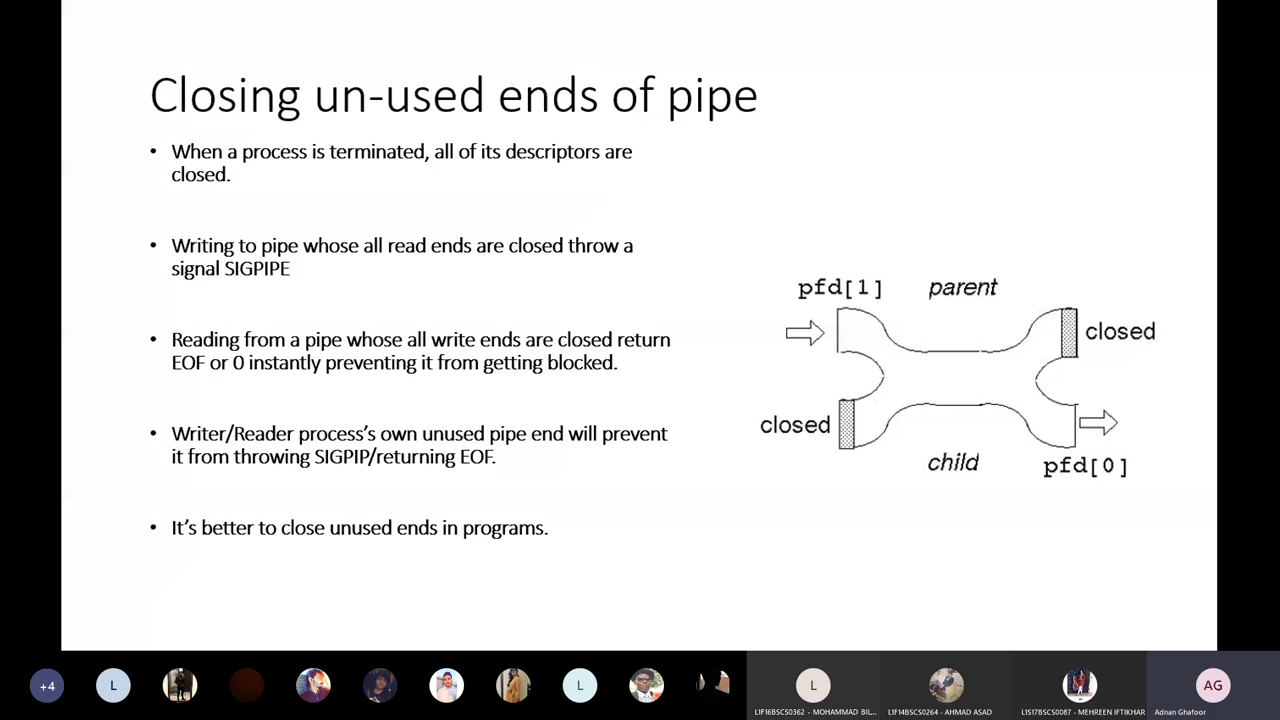 Closing un-used ends of pipe
• When a process is terminated, all of its descriptors are
closed.
• Writing to pipe whose all read ends are closed throw a
signal SIGPIPE
• Reading from a pipe whose all write ends are closed return
EOF or 0 instantly preventing it from getting blocked.
• Writer/Reader process’s own unused pipe end will prevent
it from throwing SIGPIP/returning EOF.
• It’s better to close unused ends in programs.
pfd[1] parent
closed
closed
child pfd[0]
+4
L
L
L
AG
L1F16BSCS0362 - MOHAMMAD BIL...
L1F14BSCS0264 - AHMAD ASAD
L1S17BSCS0087 - MEHREEN IFTIKHAR
Adnan Ghafoor